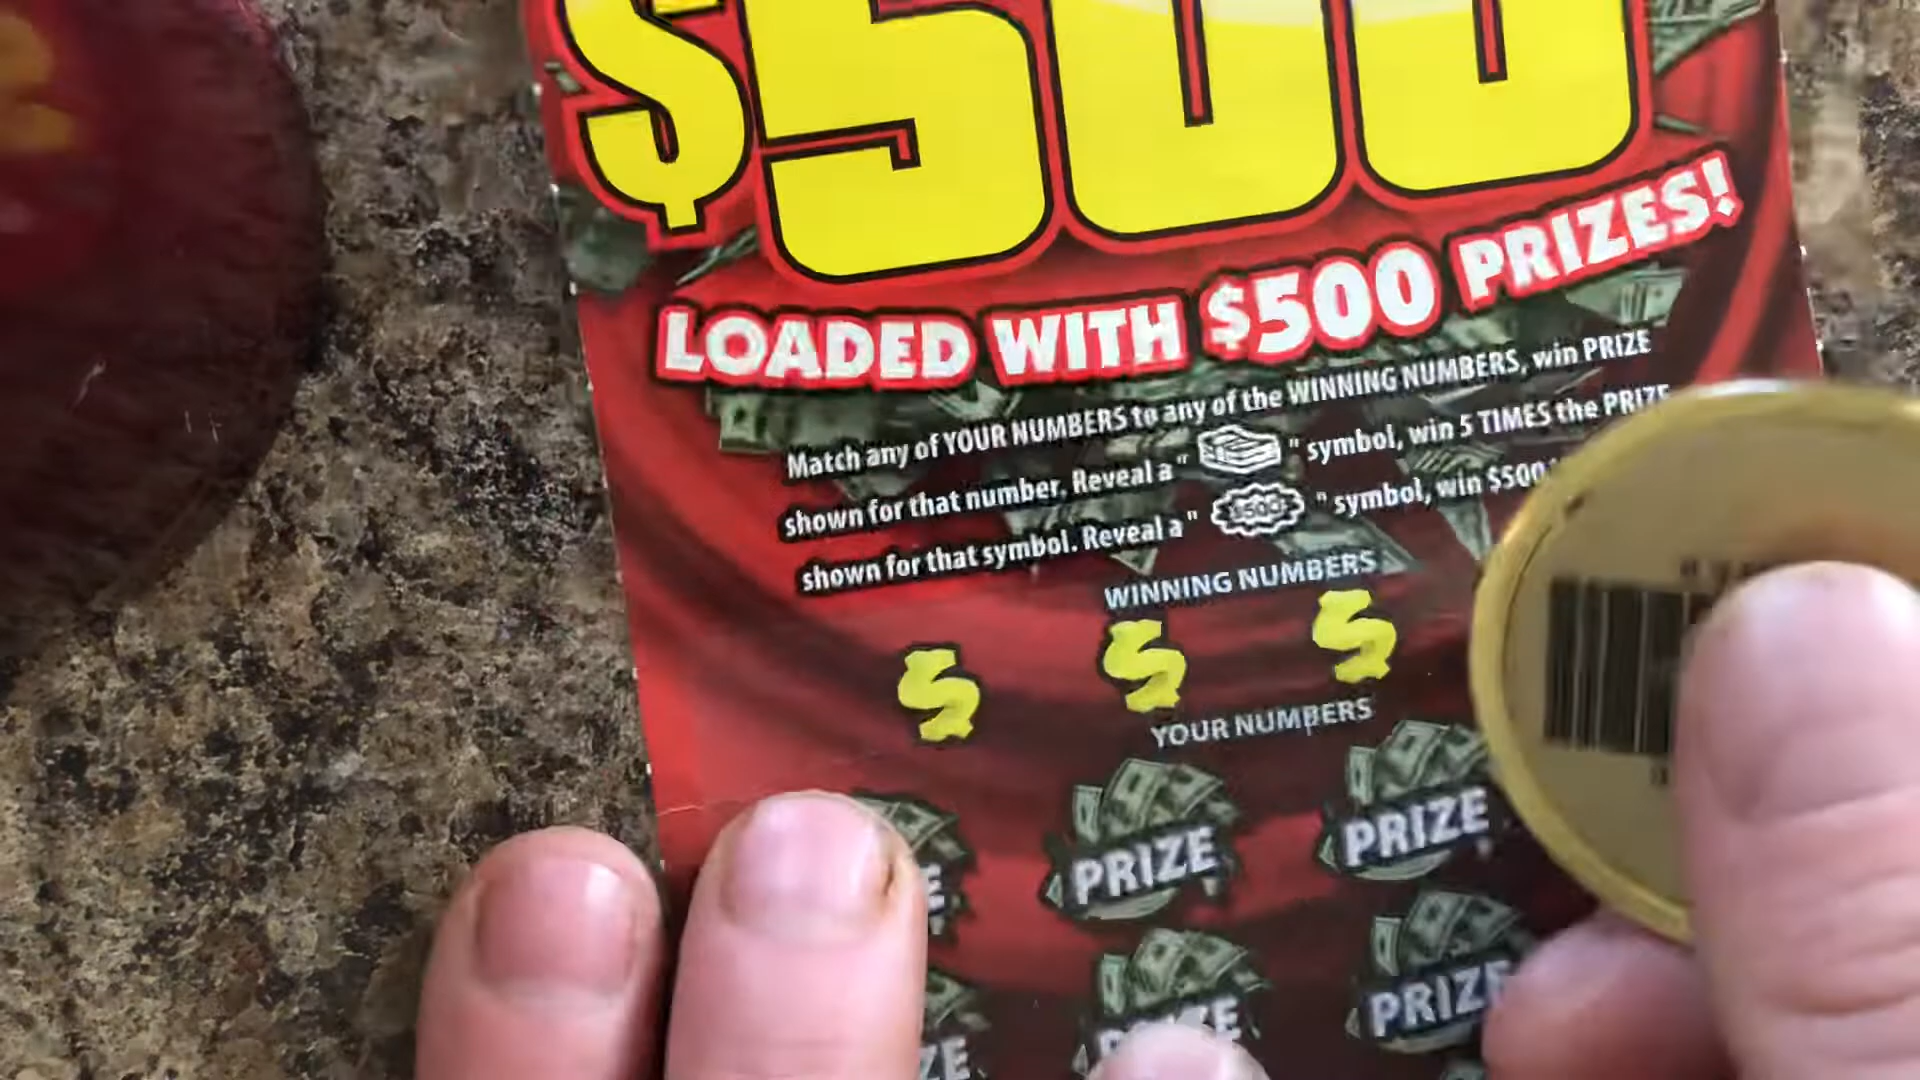 $500
LOADED WITH $500 PRIZES!
Match any of YOUR NUMBERS to any of the WINNING NUMBERS, win PRIZE
shown for that number. Reveal a " " symbol, win 5 TIMES the PRIZE
shown for that symbol. Reveal a " $500 " symbol, win $500
WINNING NUMBERS
$ $ $
YOUR NUMBERS
PRIZE PRIZE
PRIZE